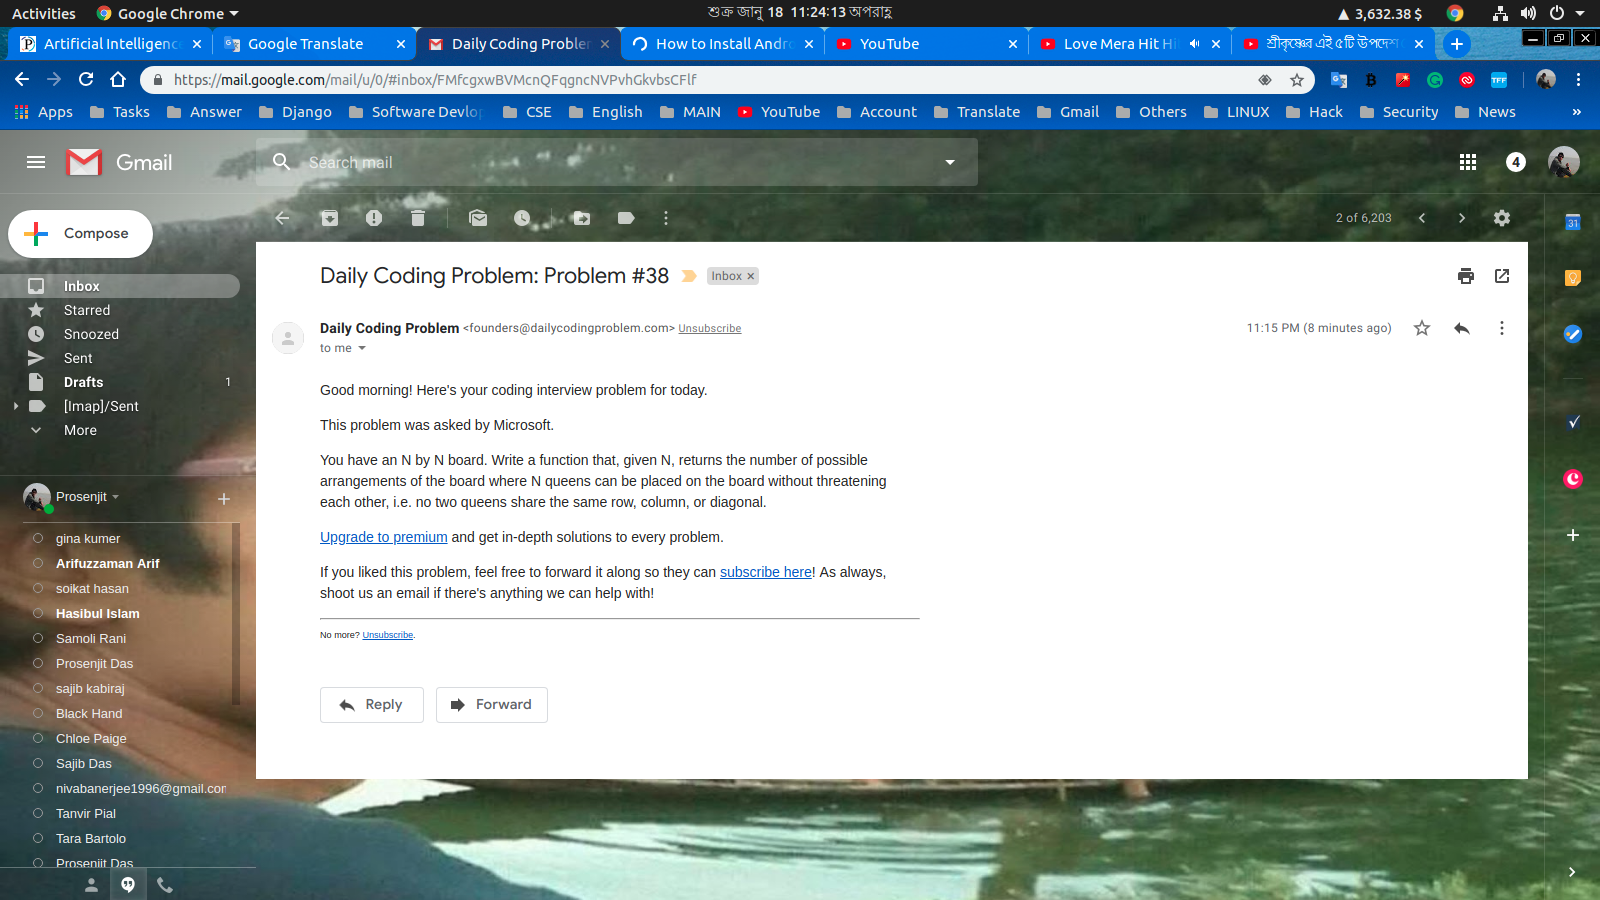 Activities Google Chrome শুক্র জানু 18 11:24:13 অপরাহ্ণ ▲ 3,632.38 $
Artificial Intelligenc Google Translate Daily Coding Problem How to Install Andro YouTube Love Mera Hit Hi শ্রীকৃষ্ণের এই ৫টি উপদেশ
https://mail.google.com/mail/u/0/#inbox/FMfcgxwBVMcnQFqgncNVPvhGkvbsCFlf TFF
Apps Tasks Answer Django Software Devlop CSE English MAIN YouTube Account Translate Gmail Others LINUX Hack Security News »
Gmail Search mail 4
2 of 6,203
Compose 31
Daily Coding Problem: Problem #38 Inbox ×
Inbox
Starred
Snoozed
Sent
Drafts 1
[Imap]/Sent
More
Daily Coding Problem <founders@dailycodingproblem.com> Unsubscribe 11:15 PM (8 minutes ago)
to me
Good morning! Here's your coding interview problem for today.
This problem was asked by Microsoft.
You have an N by N board. Write a function that, given N, returns the number of possible
arrangements of the board where N queens can be placed on the board without threatening
each other, i.e. no two queens share the same row, column, or diagonal.
Upgrade to premium and get in-depth solutions to every problem.
If you liked this problem, feel free to forward it along so they can subscribe here! As always,
shoot us an email if there's anything we can help with!
No more? Unsubscribe.
Reply Forward
Prosenjit
gina kumer
Arifuzzaman Arif
soikat hasan
Hasibul Islam
Samoli Rani
Prosenjit Das
sajib kabiraj
Black Hand
Chloe Paige
Sajib Das
nivabanerjee1996@gmail.com
Tanvir Pial
Tara Bartolo
Prosenjit Das